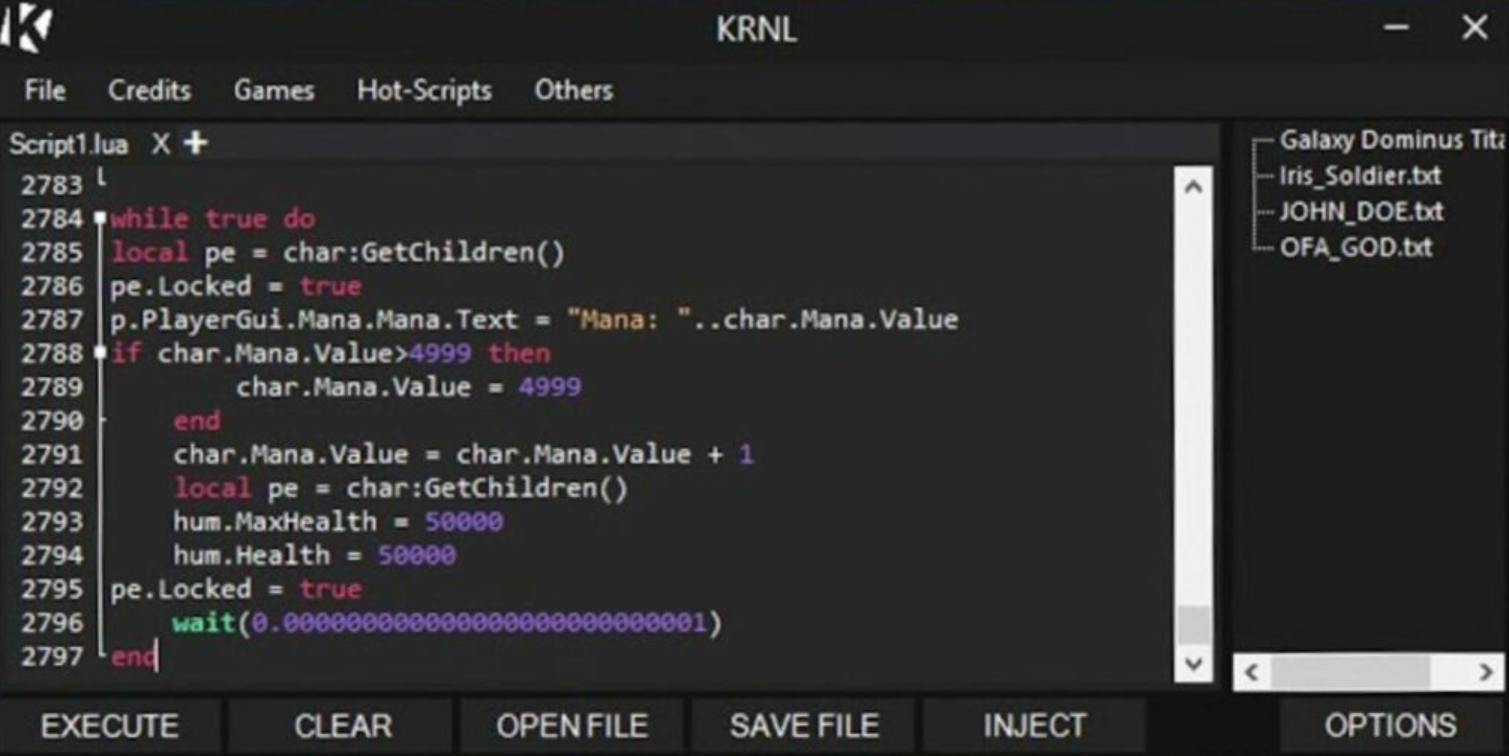 KRNL
File Credits Games Hot-Scripts Others
Script1.lua X +
2783
2784 while true do
2785 local pe = char:GetChildren()
2786 pe.Locked = true
2787 p.PlayerGui.Mana.Mana.Text = "Mana: "..char.Mana.Value
2788 if char.Mana.Value>4999 then
2789 char.Mana.Value = 4999
2790 end
2791 char.Mana.Value = char.Mana.Value + 1
2792 local pe = char:GetChildren()
2793 hum.MaxHealth = 50000
2794 hum.Health = 50000
2795 pe.Locked = true
2796 wait(0.0000000000000000000000000001)
2797 end
Galaxy Dominus Tita
Iris_Soldier.txt
JOHN_DOE.txt
OFA_GOD.txt
EXECUTE CLEAR OPEN FILE SAVE FILE INJECT OPTIONS